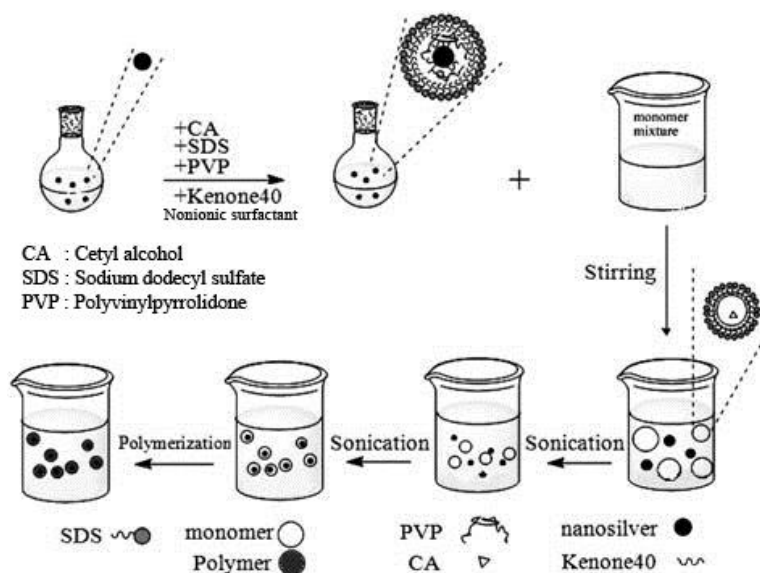 +CA
+SDS
+PVP
+Kenone40
Nonionic surfactant
+
monomer
mixture
CA : Cetyl alcohol
SDS : Sodium dodecyl sulfate
PVP : Polyvinylpyrrolidone
Stirring
Polymerization
Sonication
Sonication
SDS
monomer
PVP
nanosilver
Polymer
CA
Kenone40